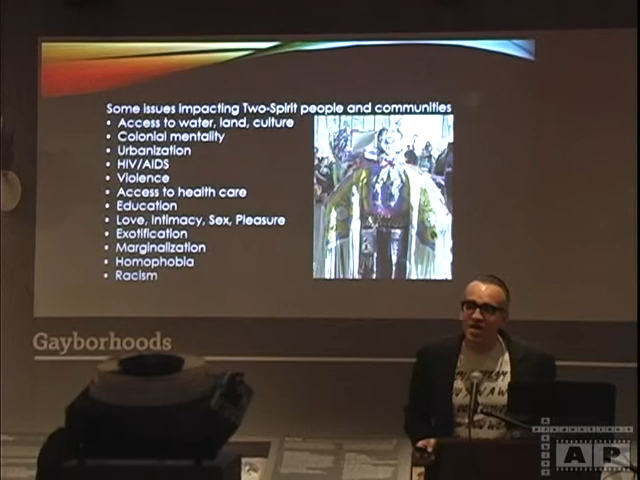 Some issues impacting Two-Spirit people and communities
• Access to water, land, culture
• Colonial mentality
• Urbanization
• HIV/AIDS
• Violence
• Access to health care
• Education
• Love, Intimacy, Sex, Pleasure
• Exotification
• Marginalization
• Homophobia
• Racism
Gayborhoods
AP